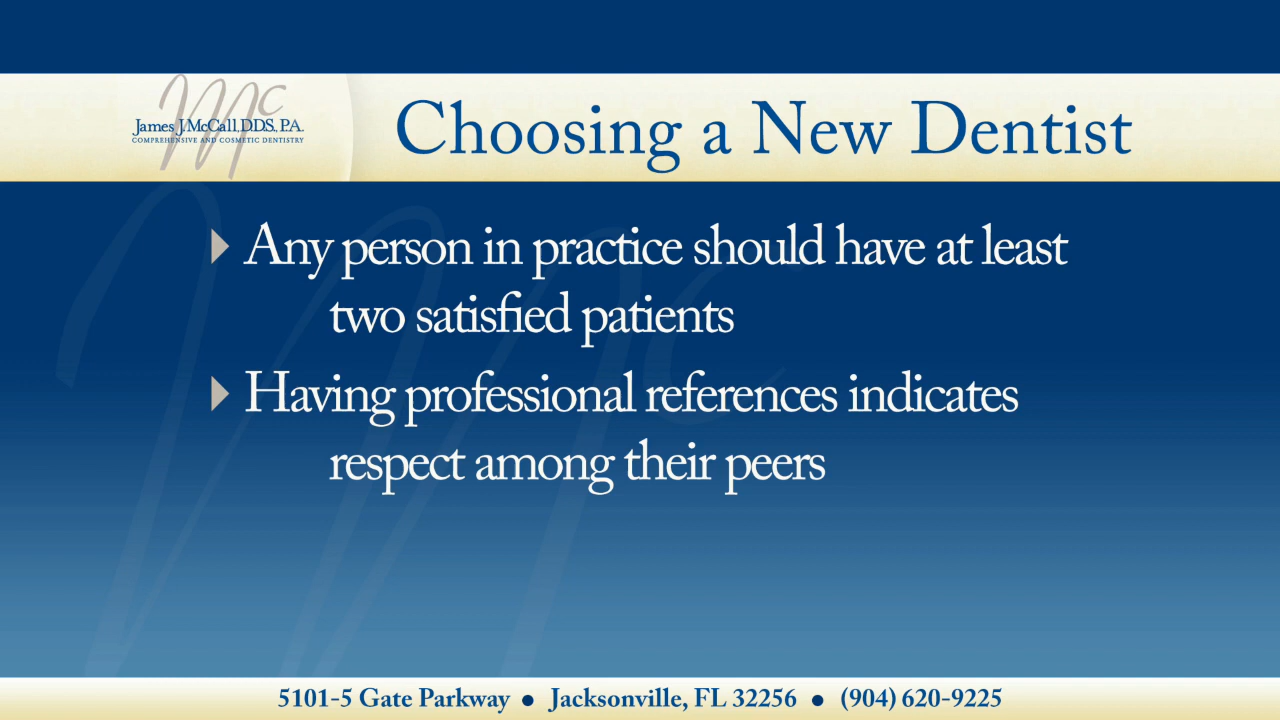 Mc
James J. McCall, D.D.S., P.A.
COMPREHENSIVE AND COSMETIC DENTISTRY
Choosing a New Dentist
Any person in practice should have at least
two satisfied patients
Having professional references indicates
respect among their peers
5101-5 Gate Parkway ● Jacksonville, FL 32256 ● (904) 620-9225